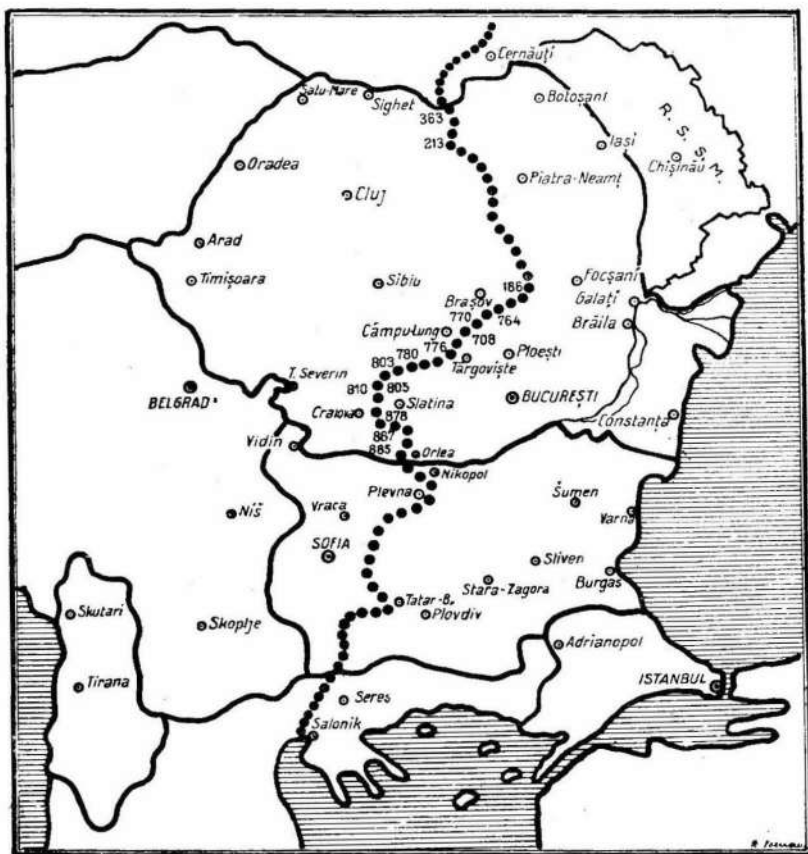 Cernăuți
Satu-Mare
Sighet
363
Botoșani
213
Iași
R. S. S. M.
Chișinău
Oradea
Piatra-Neamț
Cluj
Arad
Timișoara
Sibiu
186
Focșani
Brașov
Galați
770
764
Câmpu-Lung
708
Brăila
776
780
Târgoviște
Ploești
803
T. Severin
810
805
BELGRAD
Slatina
BUCUREȘTI
Craiova
878
Constanța
887
Vidin
885
Orlea
Nikopol
Plevna
Șumen
Niš
Vraca
Varna
SOFIA
Sliven
Stara-Zagora
Burgas
Tatar-B.
Skutari
Skoplje
Plovdiv
Adrianopol
Tirana
ISTANBUL
Seres
Salonik